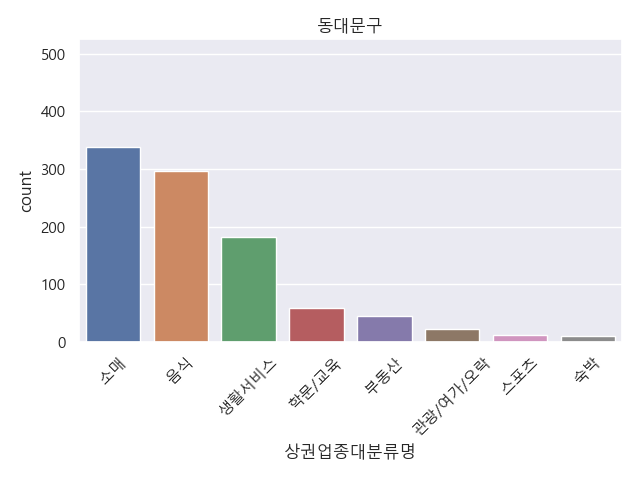 동대문구
500
400
300
200
100
0
count
소매
음식
생활서비스
학문/교육
부동산
관광/여가/오락
스포츠
숙박
상권업종대분류명